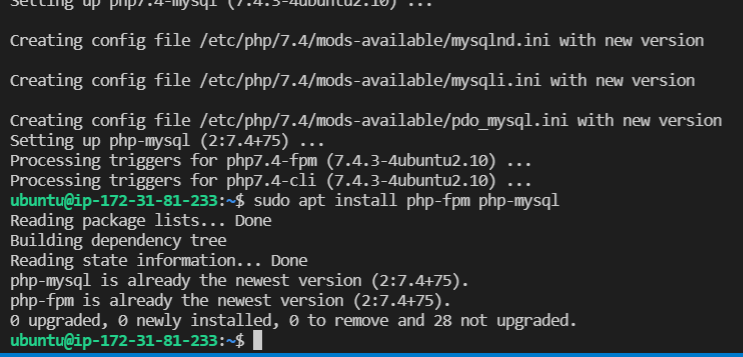 Setting up php7.4-mysql (7.4.3-4ubuntu2.10) ...
Creating config file /etc/php/7.4/mods-available/mysqlnd.ini with new version
Creating config file /etc/php/7.4/mods-available/mysqli.ini with new version
Creating config file /etc/php/7.4/mods-available/pdo_mysql.ini with new version
Setting up php-mysql (2:7.4+75) ...
Processing triggers for php7.4-fpm (7.4.3-4ubuntu2.10) ...
Processing triggers for php7.4-cli (7.4.3-4ubuntu2.10) ...
ubuntu@ip-172-31-81-233:~$ sudo apt install php-fpm php-mysql
Reading package lists... Done
Building dependency tree
Reading state information... Done
php-mysql is already the newest version (2:7.4+75).
php-fpm is already the newest version (2:7.4+75).
0 upgraded, 0 newly installed, 0 to remove and 28 not upgraded.
ubuntu@ip-172-31-81-233:~$